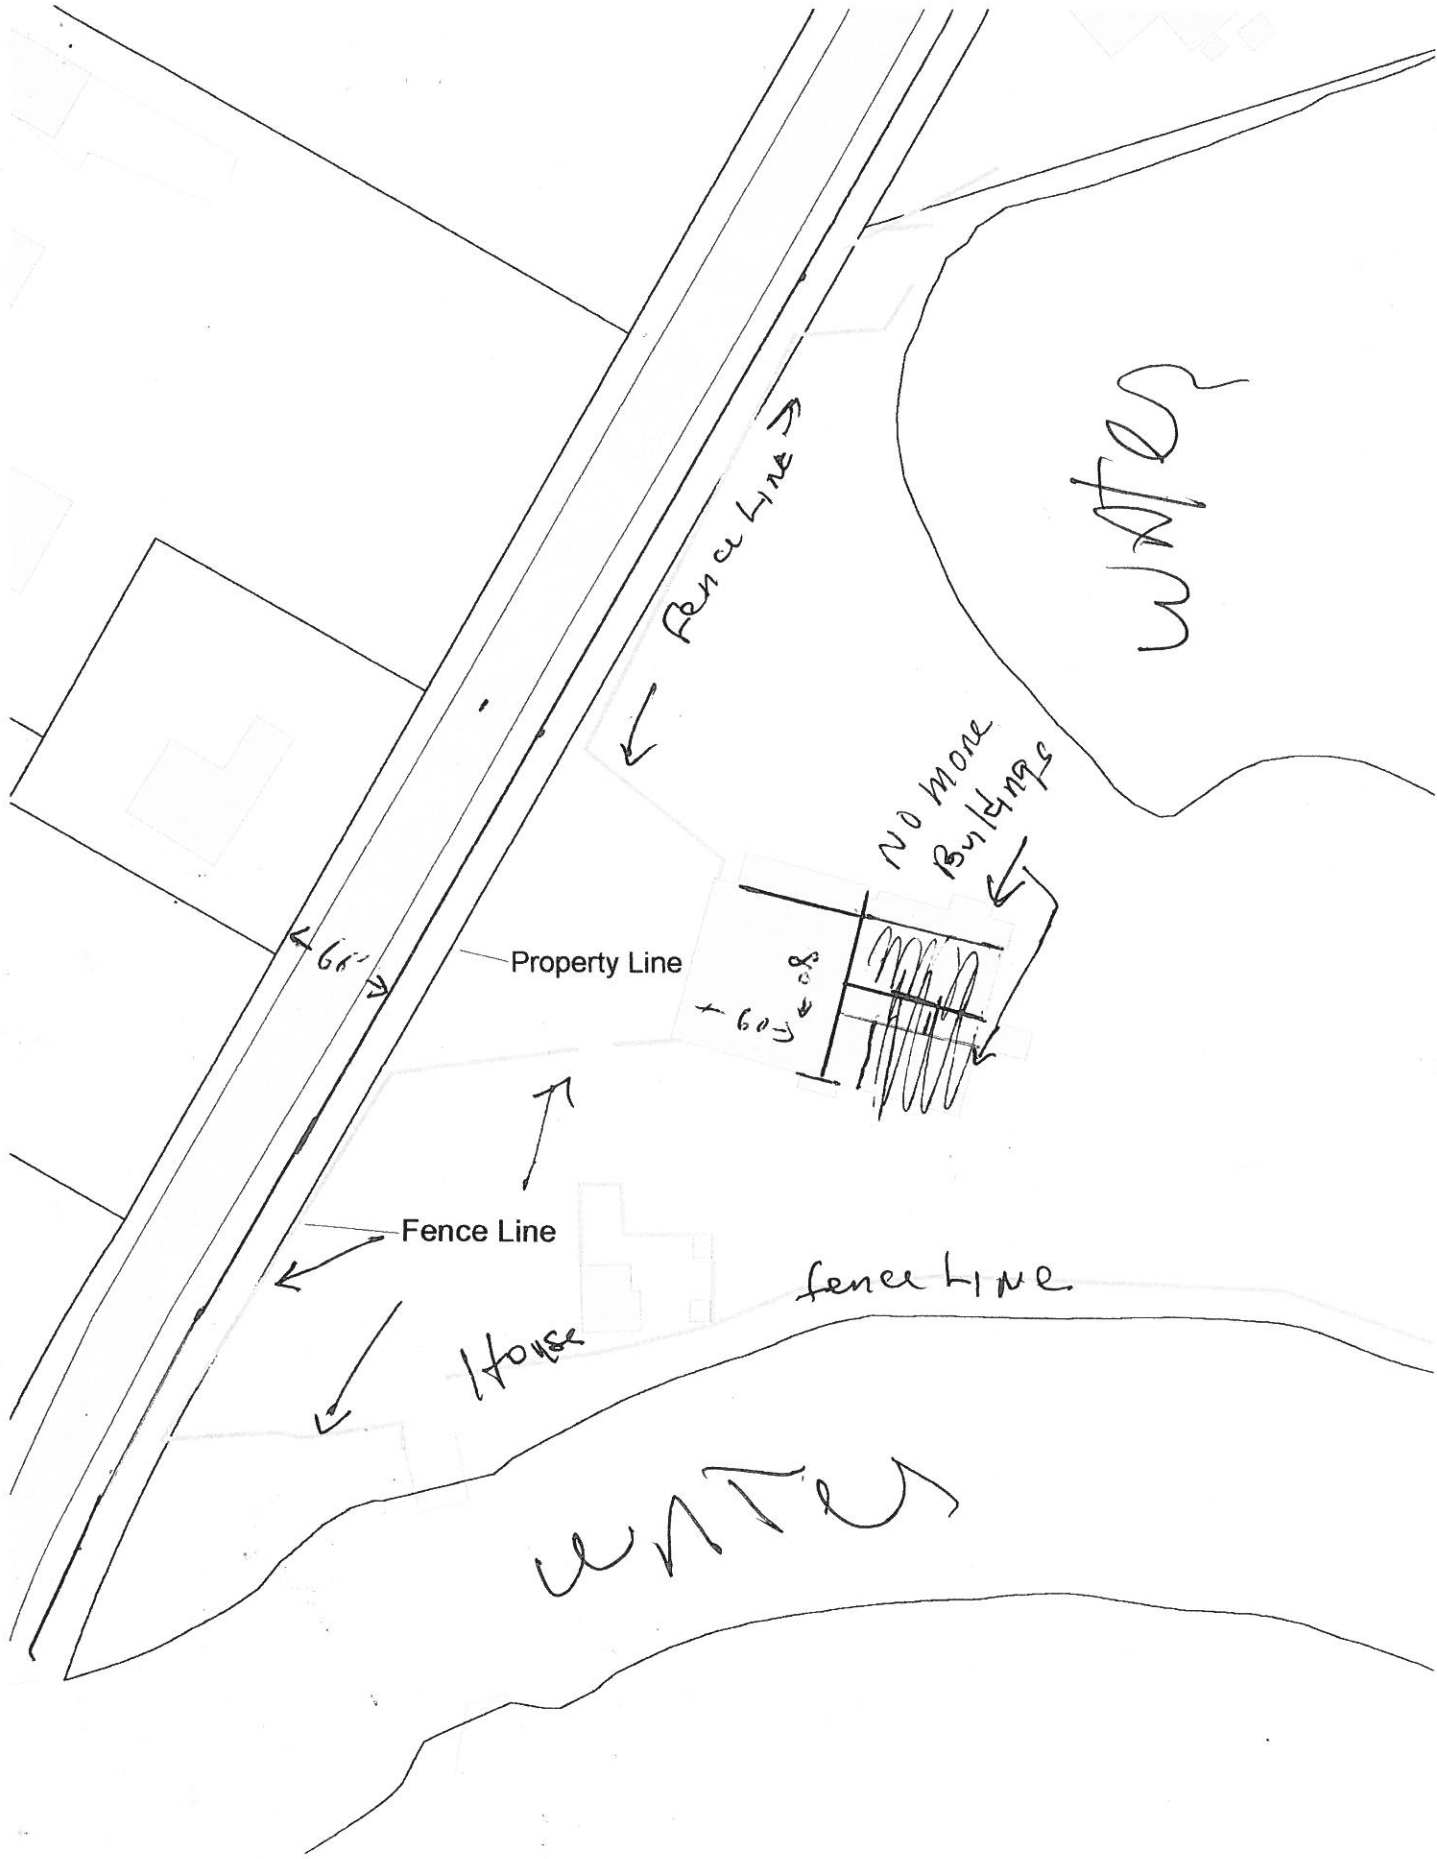 WATER
Fence Line
No More
Buildings
66'
Property Line
80
60
Fence Line
fence Line
House
WATER